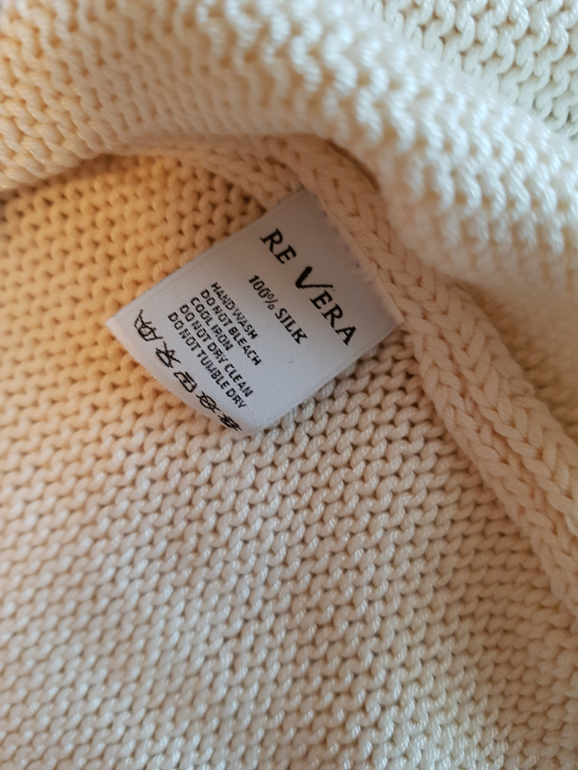 RE VERA
100% SILK
HAND WASH
DO NOT BLEACH
COOL IRON
DO NOT DRY CLEAN
DO NOT TUMBLE DRY